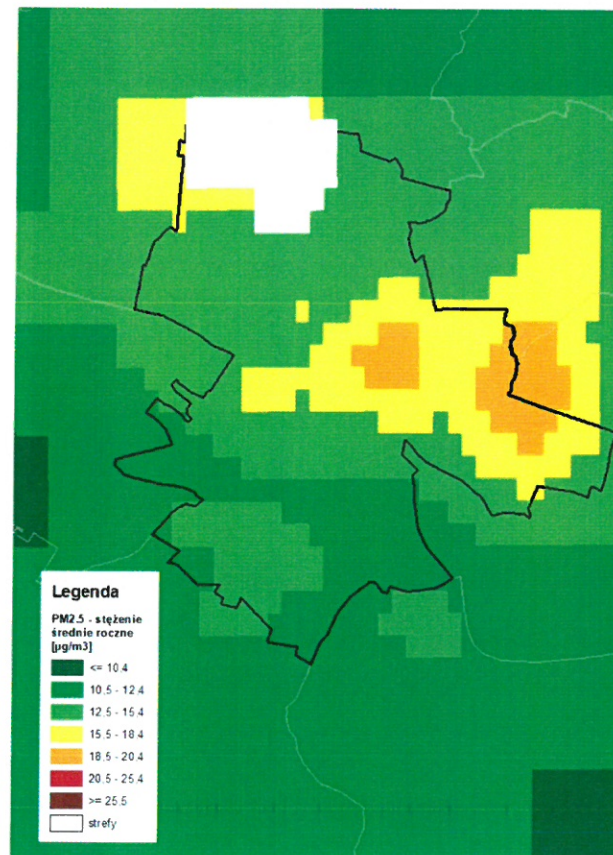 Legenda
PM2.5 - stężenie
średnie roczne
[µg/m3]
<= 10.4
10.5 - 12.4
12.5 - 15.4
15.5 - 18.4
18.5 - 20.4
20.5 - 25.4
>= 25.5
strefy